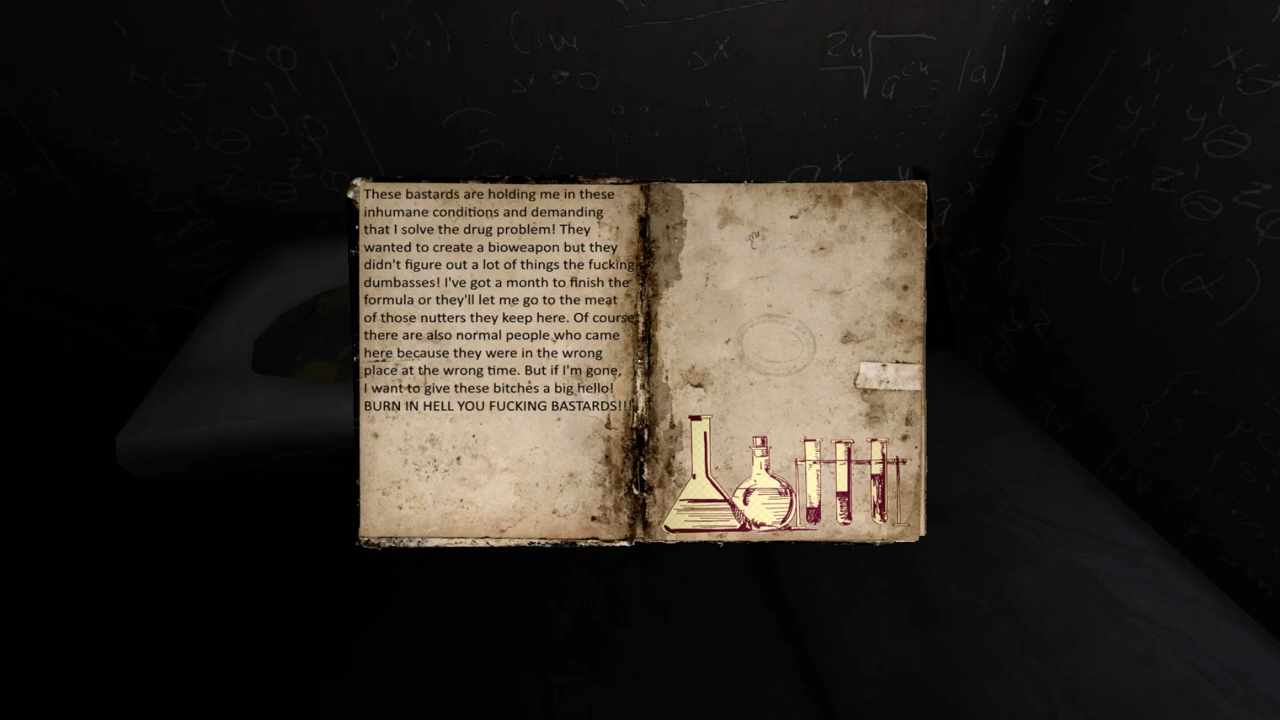 These bastards are holding me in these
inhumane conditions and demanding
that I solve the drug problem! They
wanted to create a bioweapon but they
didn't figure out a lot of things the fucking
dumbasses! I've got a month to finish the
formula or they'll let me go to the meat
of those nutters they keep here. Of course
there are also normal people who came
here because they were in the wrong
place at the wrong time. But if I'm gone,
I want to give these bitches a big hello!
BURN IN HELL YOU FUCKING BASTARDS!!!